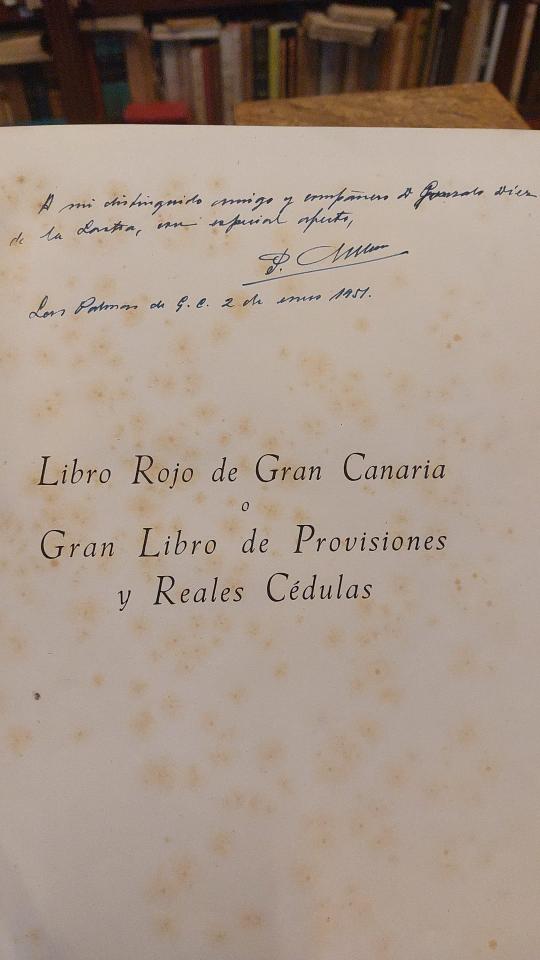 A mi distinguido amigo y compañero D Gonzalo Díez
de la Lastra, con especial afecto,
P.
Las Palmas de G. C. 2 de enero 1951.
Libro Rojo de Gran Canaria
o
Gran Libro de Provisiones
y Reales Cédulas